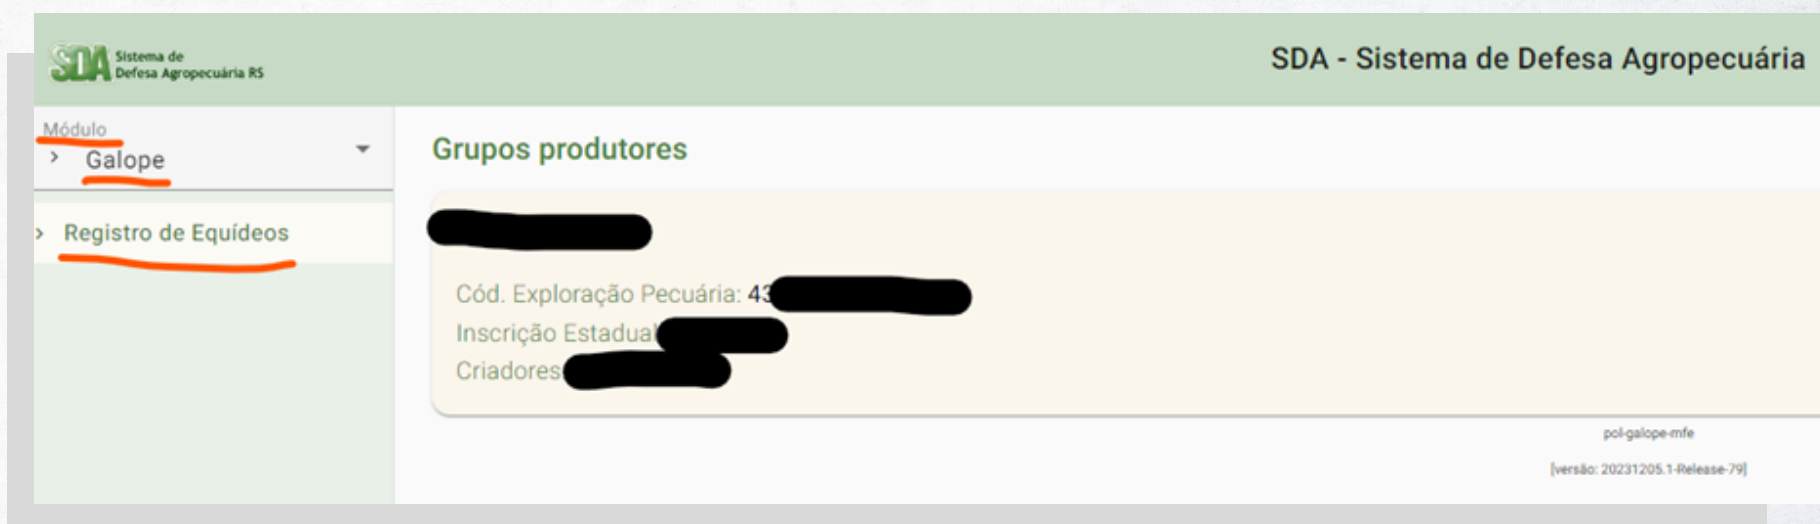 SDA Sistema de
Defesa Agropecuária RS
SDA - Sistema de Defesa Agropecuária
Módulo
> Galope
> Registro de Equídeos
Grupos produtores
Cód. Exploração Pecuária: 43
Inscrição Estadual
Criadores
pol-galope-mfe
[versão: 20231205.1-Release-79]